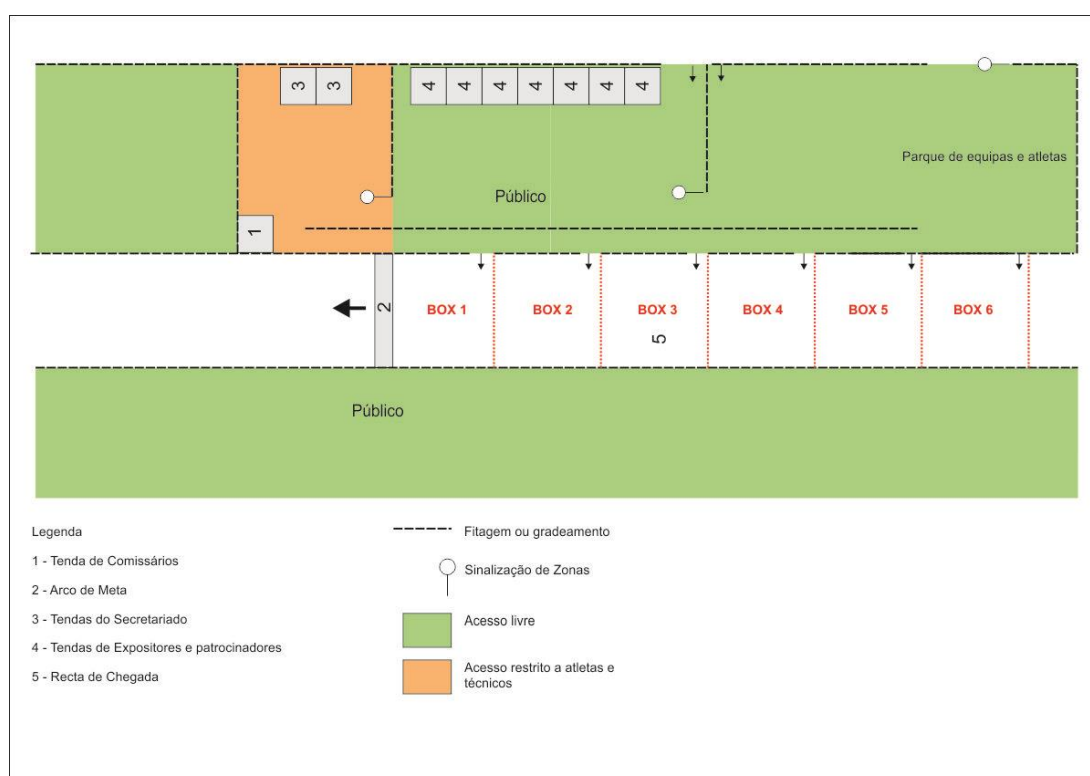 3 3 4 4 4 4 4 4 4
Parque de equipas e atletas
Público
1
2
BOX 1 BOX 2 BOX 3 BOX 4 BOX 5 BOX 6
5
Público
Legenda
1 - Tenda de Comissários
2 - Arco de Meta
3 - Tendas do Secretariado
4 - Tendas de Expositores e patrocinadores
5 - Recta de Chegada
Fitagem ou gradeamento
Sinalização de Zonas
Acesso livre
Acesso restrito a atletas e
técnicos